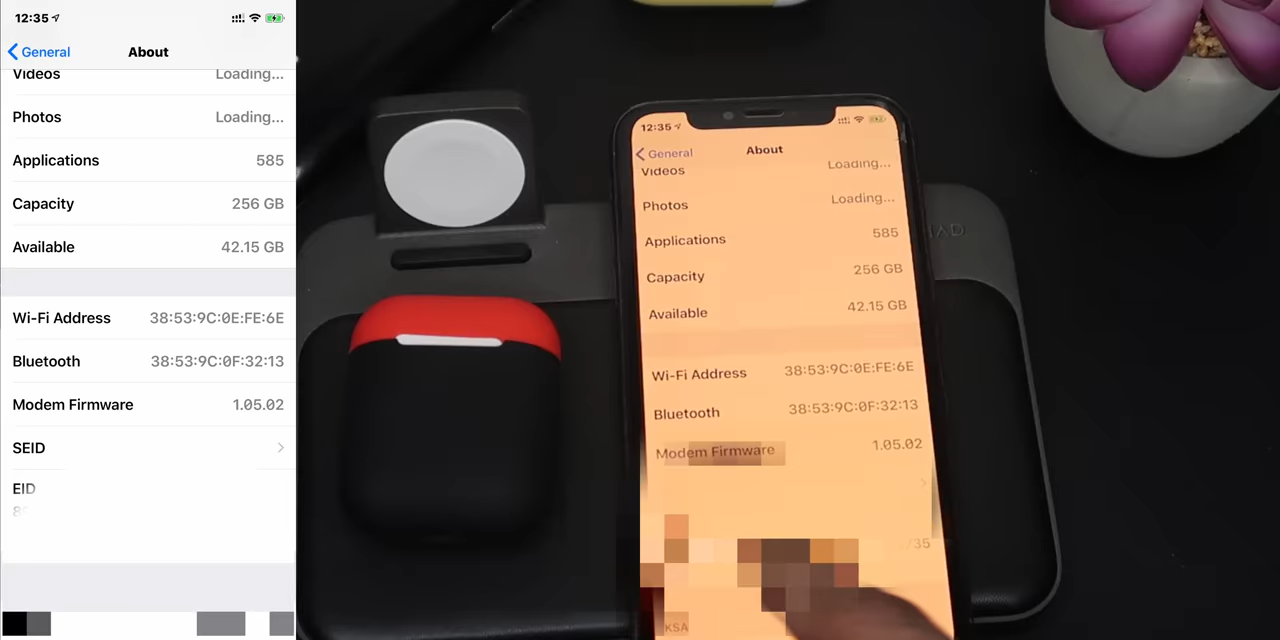 12:35
General
About
Videos
Loading...
Photos
Loading...
Applications
585
Capacity
256 GB
Available
42.15 GB
Wi-Fi Address
38:53:9C:0E:FE:6E
Bluetooth
38:53:9C:0F:32:13
Modem Firmware
1.05.02
SEID
EID
12:35
General
About
Videos
Loading...
Photos
Loading...
Applications
585
Capacity
256 GB
Available
42.15 GB
Wi-Fi Address
38:53:9C:0E:FE:6E
Bluetooth
38:53:9C:0F:32:13
Modem Firmware
1.05.02
/35
KSA